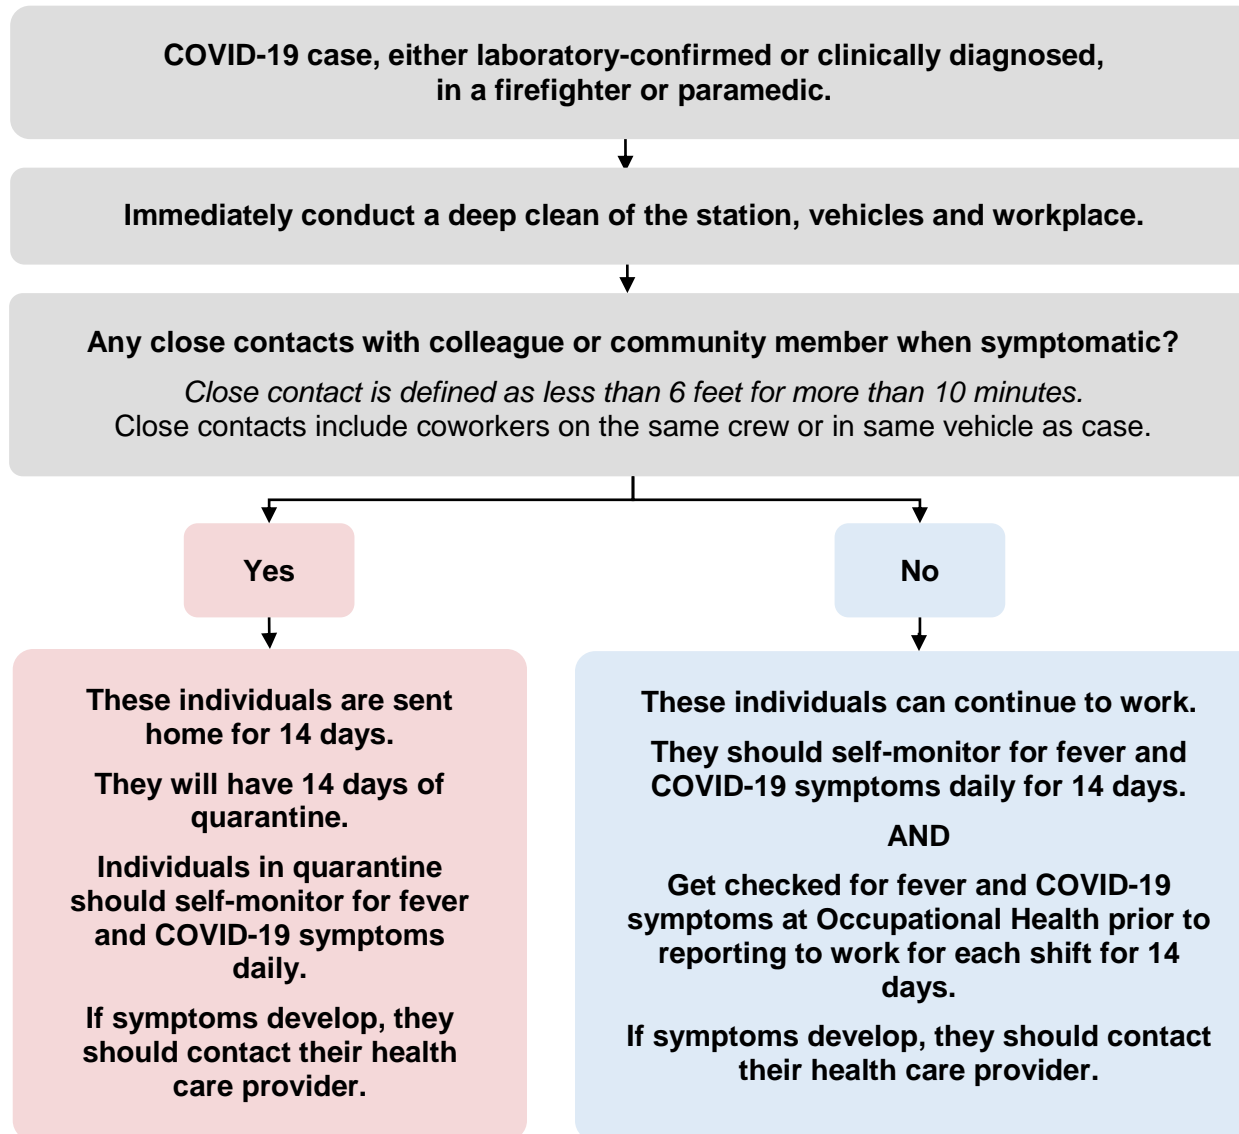 COVID-19 case, either laboratory-confirmed or clinically diagnosed,
in a firefighter or paramedic.
Immediately conduct a deep clean of the station, vehicles and workplace.
Any close contacts with colleague or community member when symptomatic?
Close contact is defined as less than 6 feet for more than 10 minutes.
Close contacts include coworkers on the same crew or in same vehicle as case.
Yes
No
These individuals are sent
home for 14 days.
They will have 14 days of
quarantine.
Individuals in quarantine
should self-monitor for fever
and COVID-19 symptoms
daily.
If symptoms develop, they
should contact their health
care provider.
These individuals can continue to work.
They should self-monitor for fever and
COVID-19 symptoms daily for 14 days.
AND
Get checked for fever and COVID-19
symptoms at Occupational Health prior to
reporting to work for each shift for 14
days.
If symptoms develop, they should contact
their health care provider.